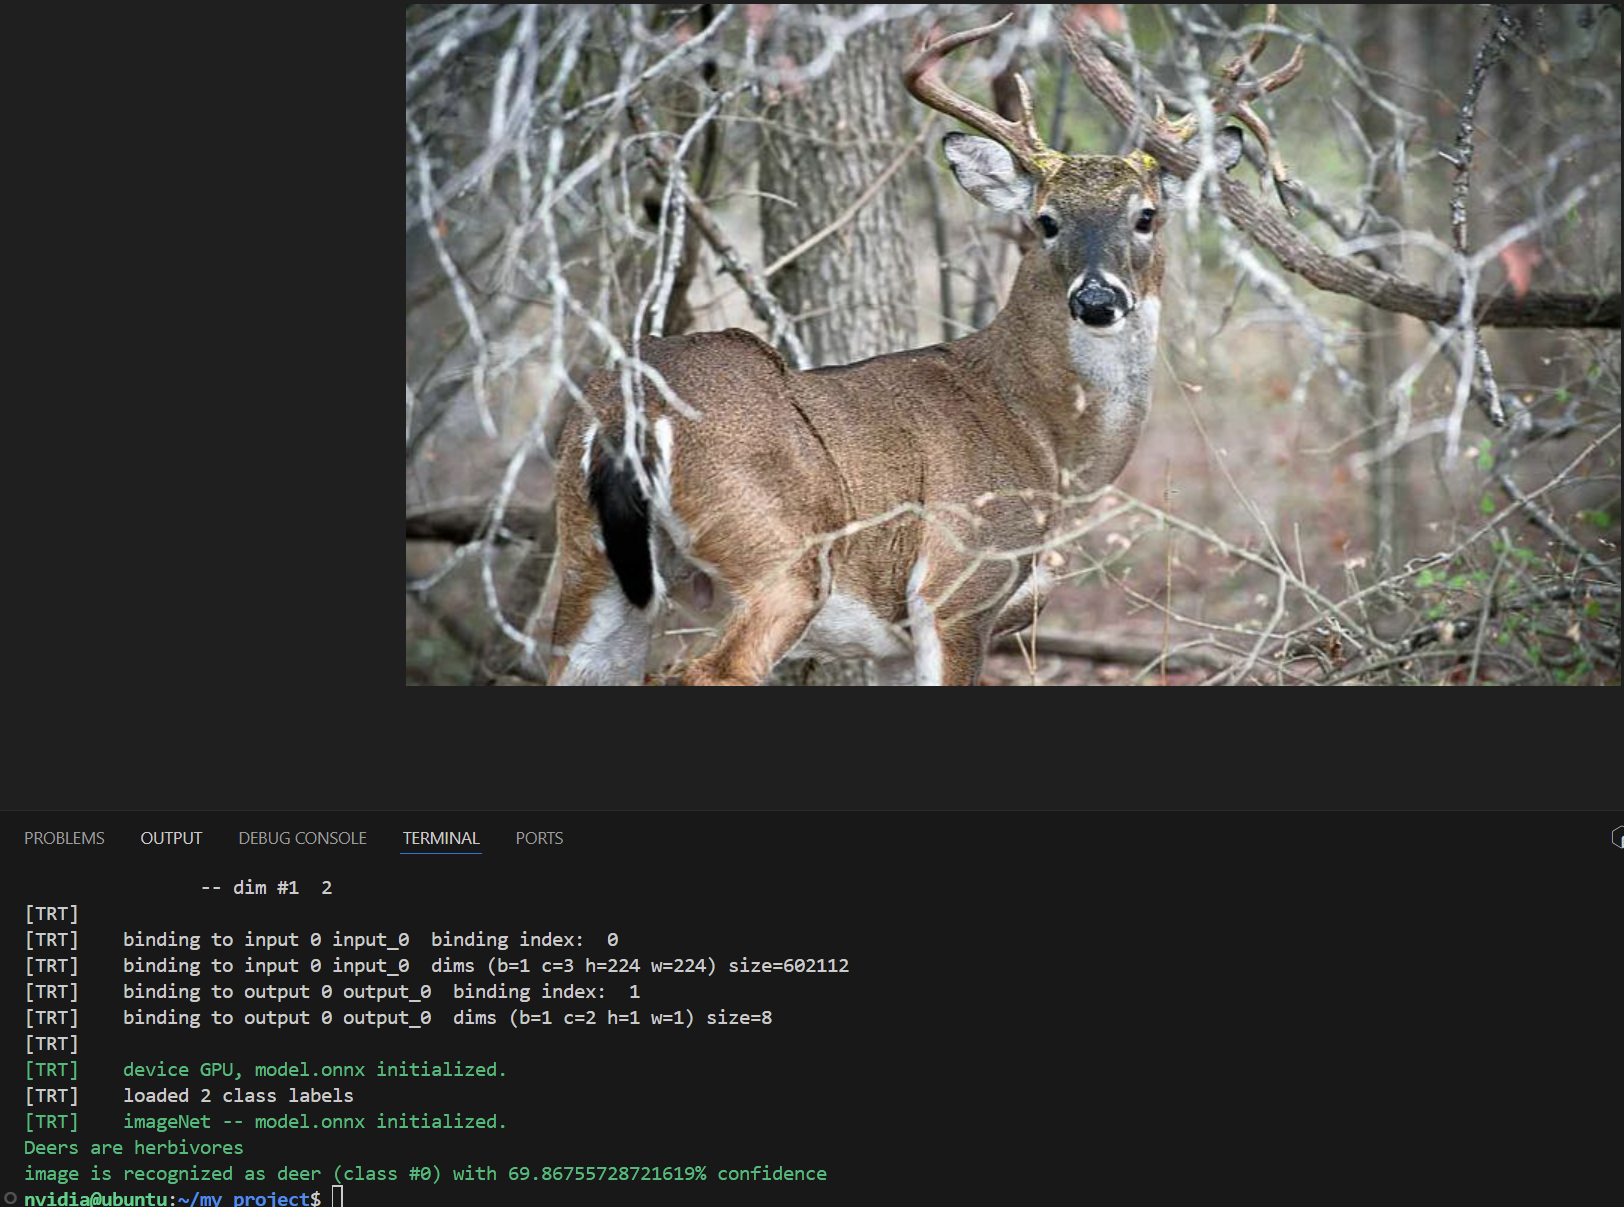 PROBLEMS OUTPUT DEBUG CONSOLE TERMINAL PORTS
-- dim #1  2
[TRT]
[TRT]    binding to input 0 input_0  binding index:  0
[TRT]    binding to input 0 input_0  dims (b=1 c=3 h=224 w=224) size=602112
[TRT]    binding to output 0 output_0  binding index:  1
[TRT]    binding to output 0 output_0  dims (b=1 c=2 h=1 w=1) size=8
[TRT]
[TRT]    device GPU, model.onnx initialized.
[TRT]    loaded 2 class labels
[TRT]    imageNet -- model.onnx initialized.
Deers are herbivores
image is recognized as deer (class #0) with 69.86755728721619% confidence
nvidia@ubuntu:~/my_project$